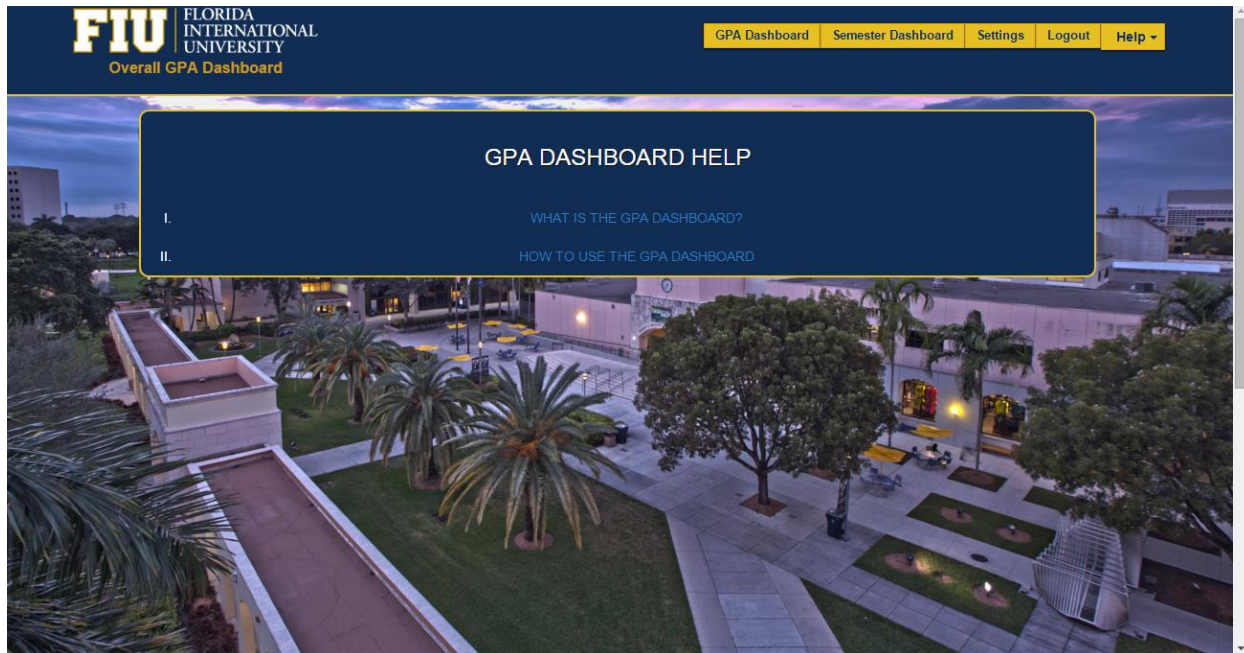 FIU FLORIDA
INTERNATIONAL
UNIVERSITY
Overall GPA Dashboard
GPA Dashboard Semester Dashboard Settings Logout Help
GPA DASHBOARD HELP
I. WHAT IS THE GPA DASHBOARD?
II. HOW TO USE THE GPA DASHBOARD